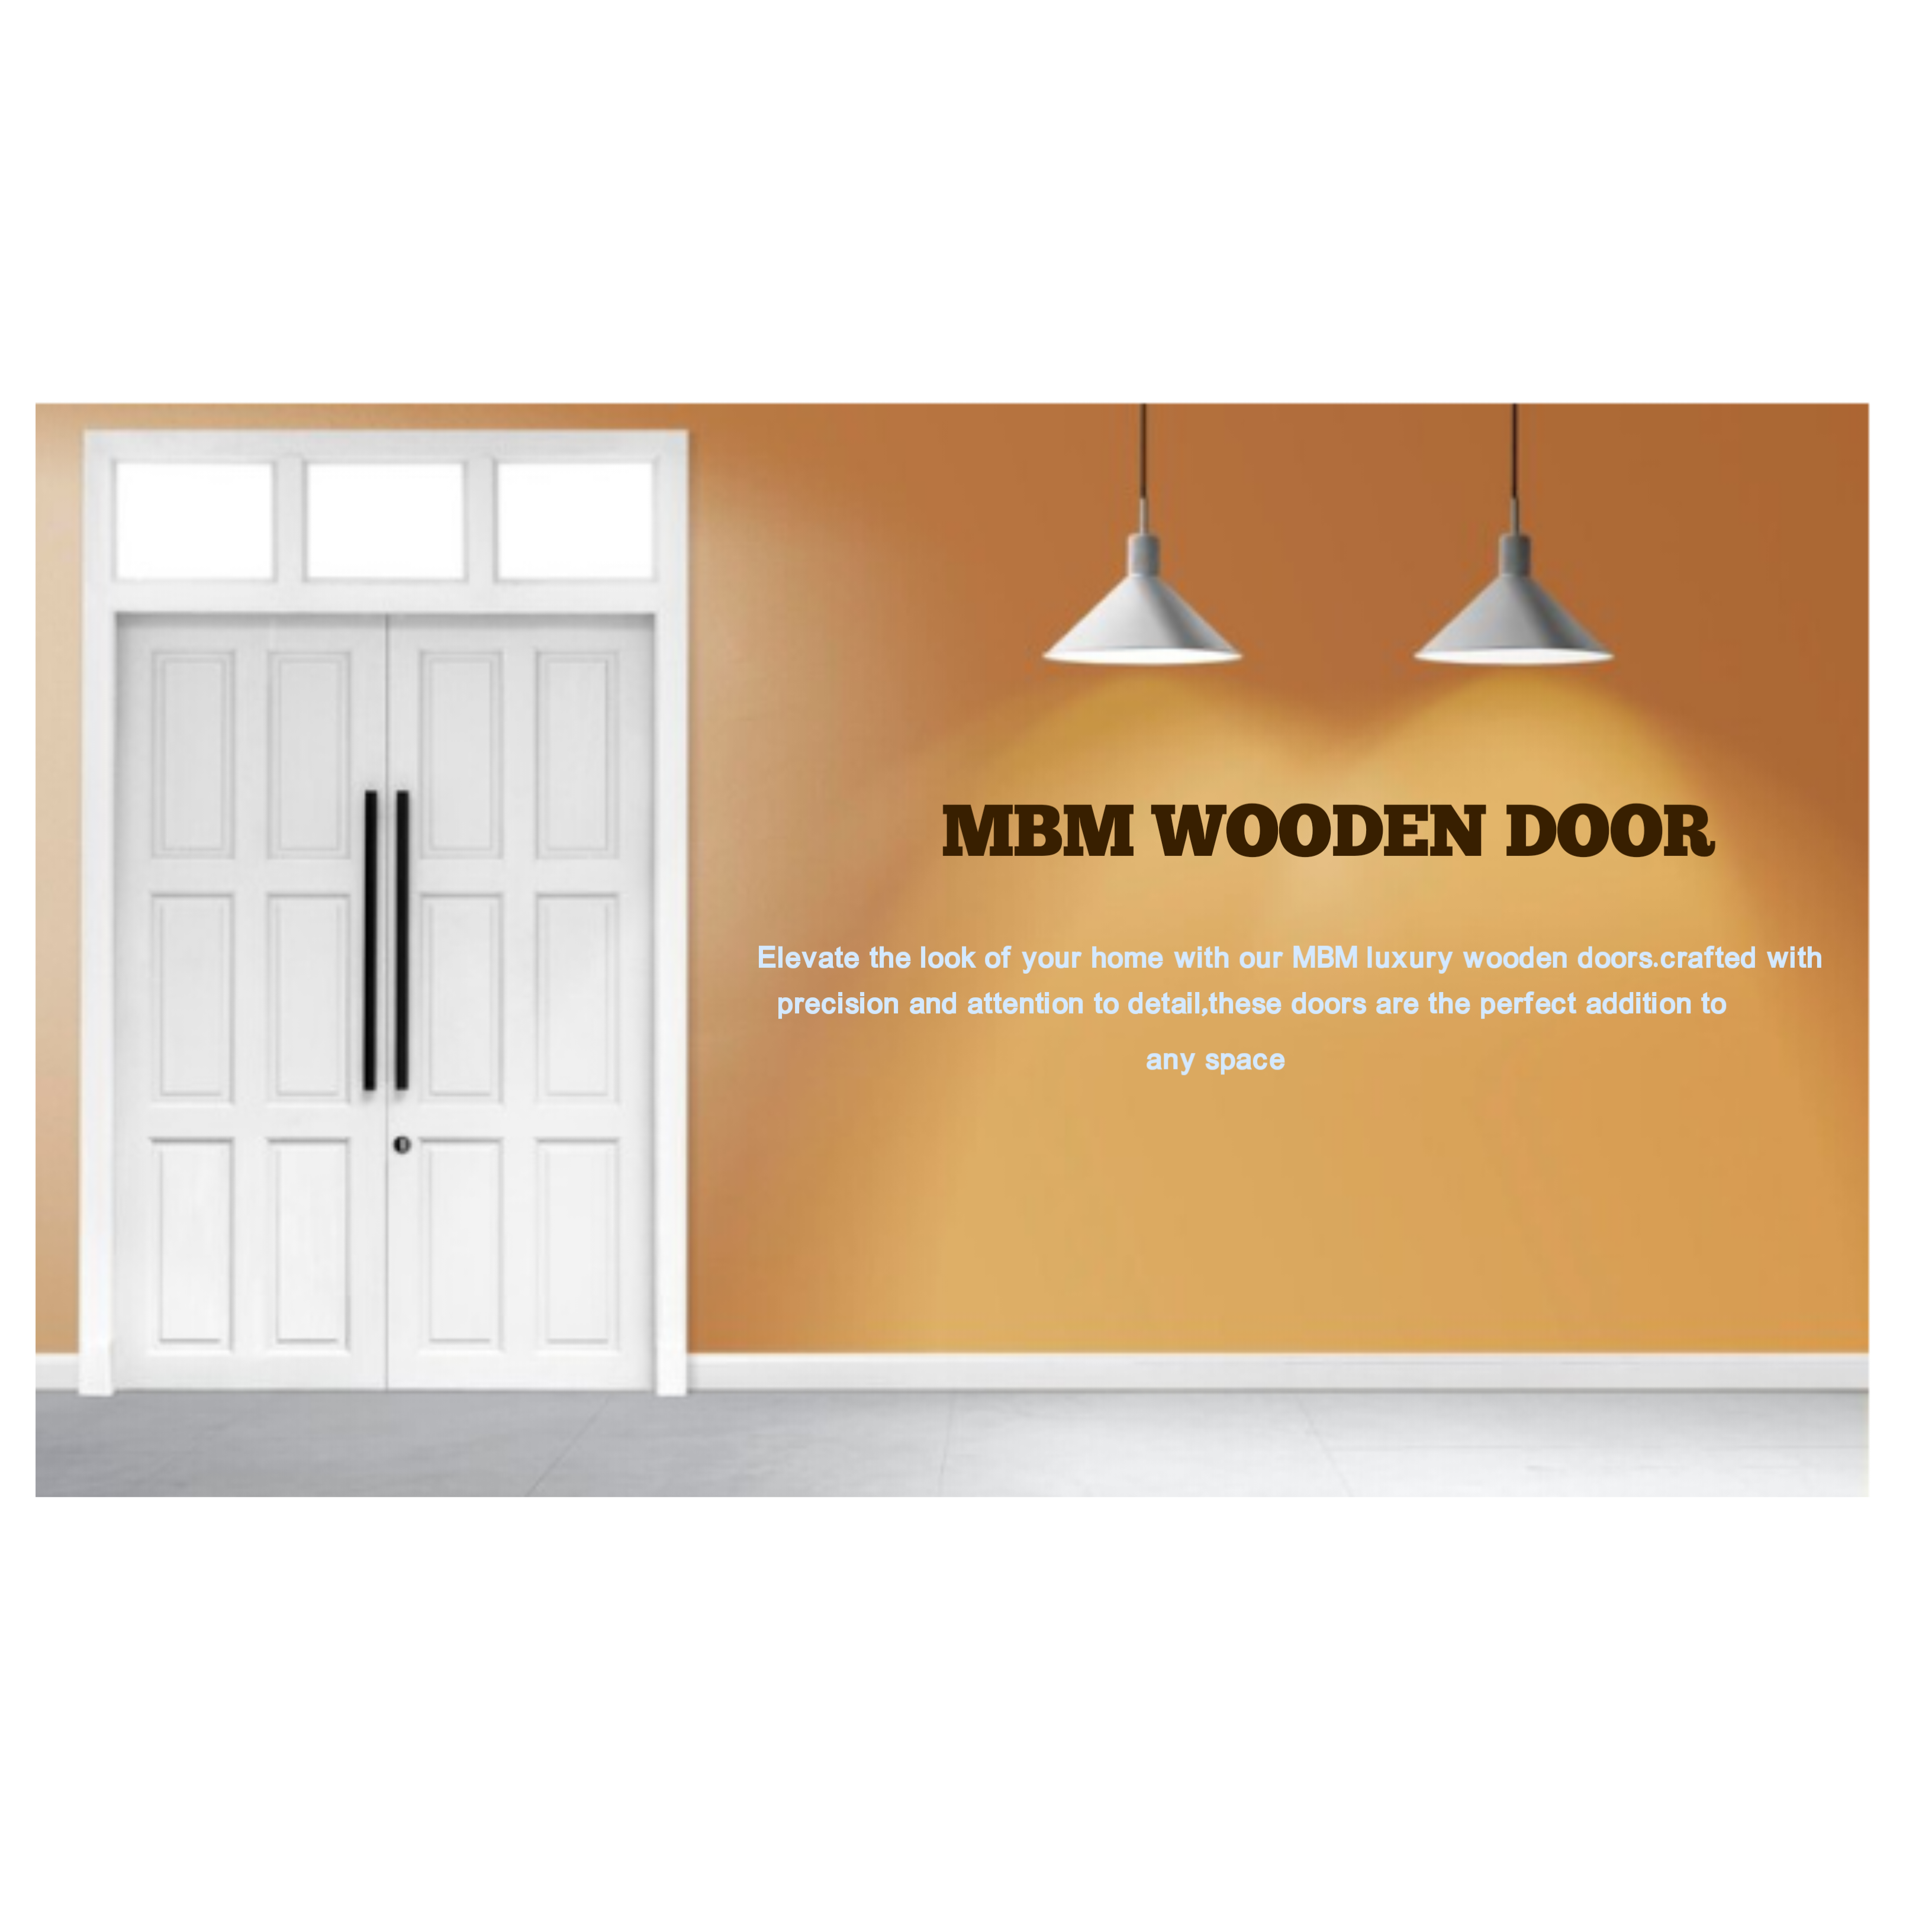 MBM WOODEN DOOR
Elevate the look of your home with our MBM luxury wooden doors.crafted with
precision and attention to detail,these doors are the perfect addition to
any space